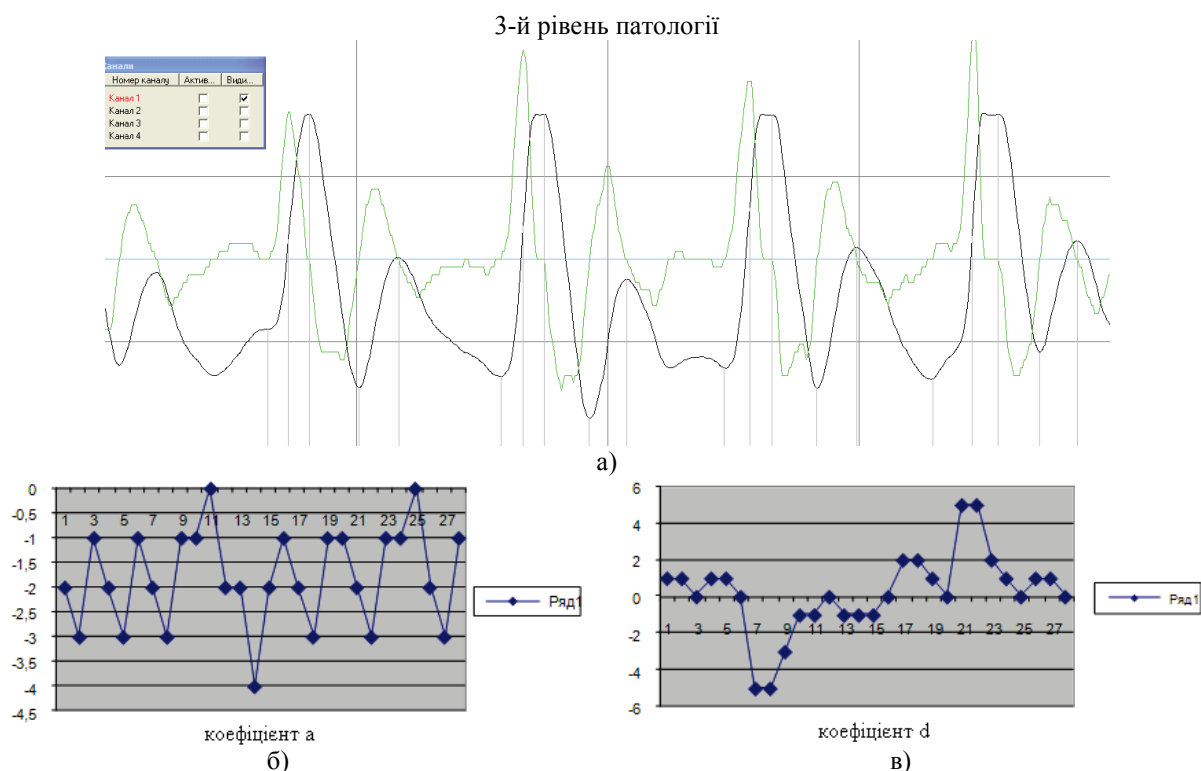 3-й рівень патології
Канали
Номер каналу Актив... Види...
Канал 1
Канал 2
Канал 3
Канал 4
а)
0
-0,5
-1
-1,5
-2
-2,5
-3
-3,5
-4
-4,5
1 3 5 7 9 11 13 15 17 19 21 23 25 27
Ряд1
коефіцієнт а
б)
6
4
2
0
-2
-4
-6
1 3 5 7 9 11 13 15 17 19 21 23 25 27
Ряд1
коефіцієнт d
в)